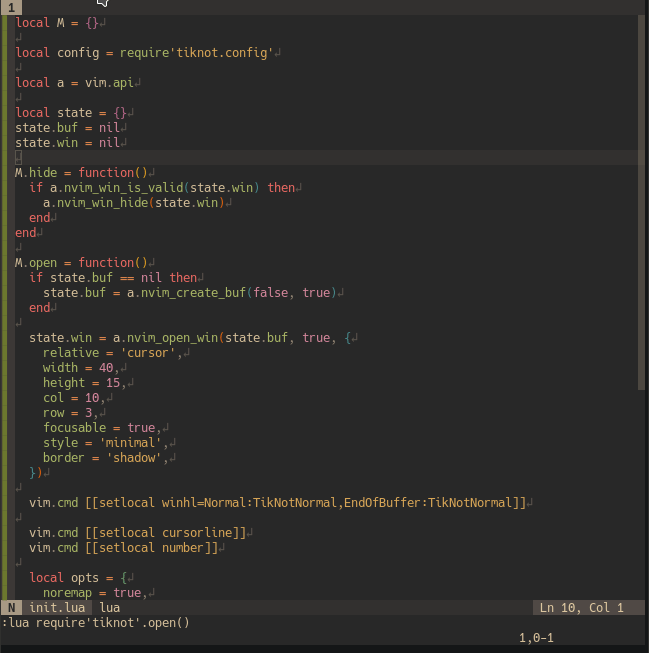 1
local M = {}
local config = require'tiknot.config'
local a = vim.api
local state = {}
state.buf = nil
state.win = nil
M.hide = function()
  if a.nvim_win_is_valid(state.win) then
    a.nvim_win_hide(state.win)
  end
end
M.open = function()
  if state.buf == nil then
    state.buf = a.nvim_create_buf(false, true)
  end
  state.win = a.nvim_open_win(state.buf, true, {
    relative = 'cursor',
    width = 40,
    height = 15,
    col = 10,
    row = 3,
    focusable = true,
    style = 'minimal',
    border = 'shadow',
  })
  vim.cmd [[setlocal winhl=Normal:TikNotNormal,EndOfBuffer:TikNotNormal]]
  vim.cmd [[setlocal cursorline]]
  vim.cmd [[setlocal number]]
  local opts = {
    noremap = true,
N init.lua lua Ln 10, Col 1
:lua require'tiknot'.open()
1,0-1